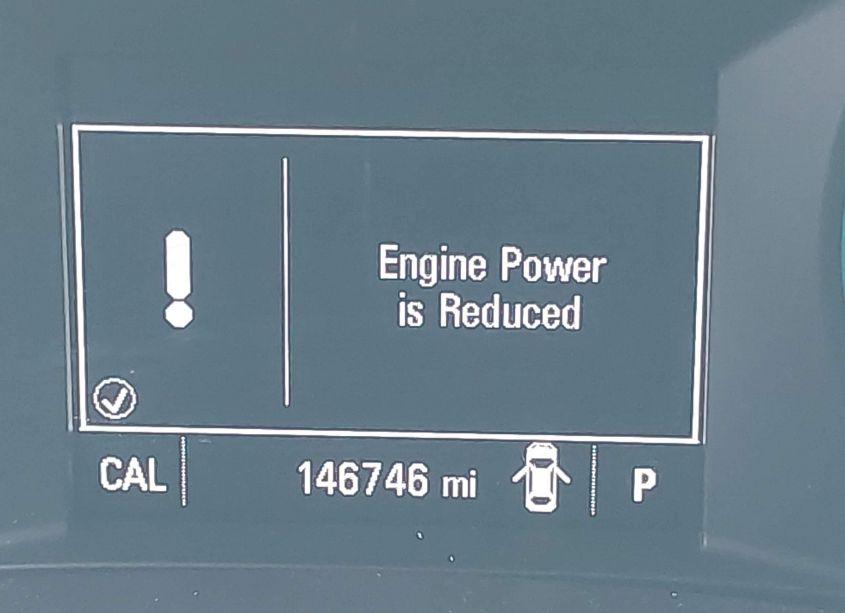 Engine Power
is Reduced
CAL 146746 mi P